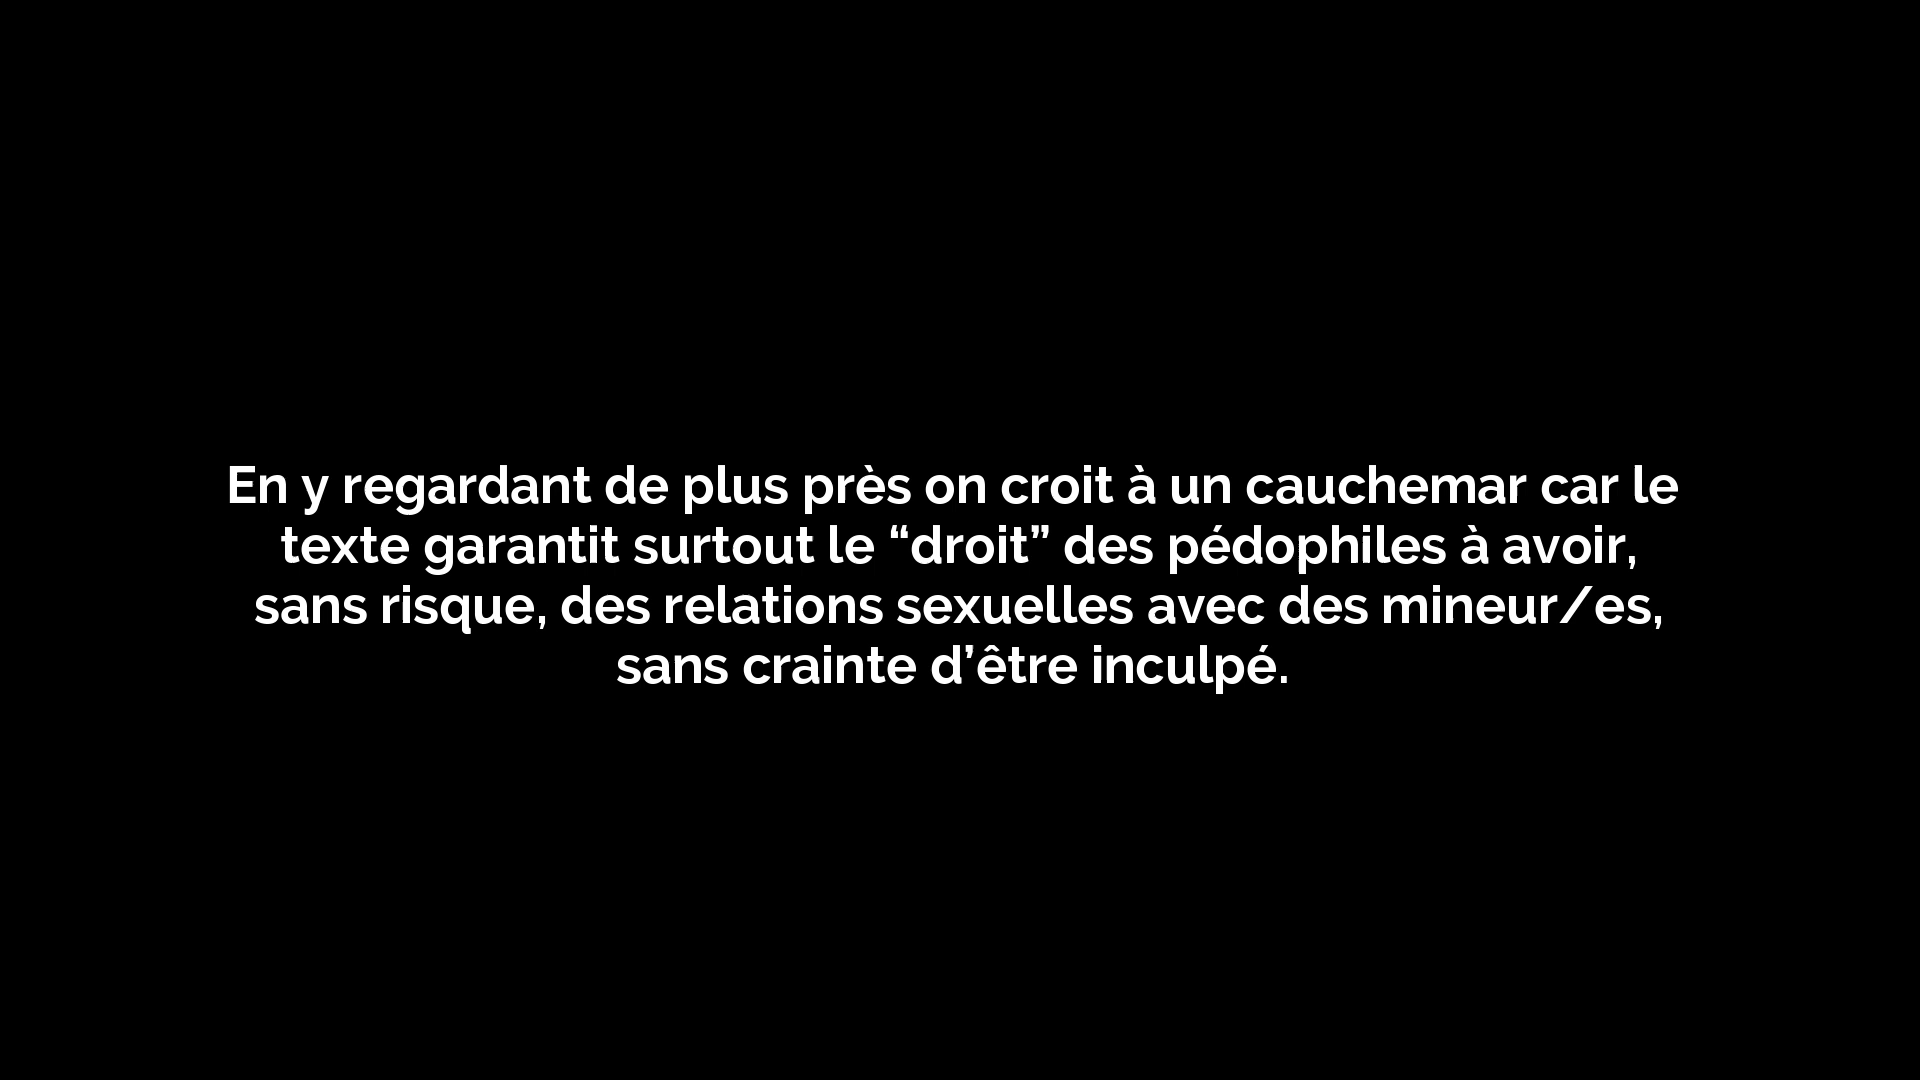 En y regardant de plus près on croit à un cauchemar car le
texte garantit surtout le “droit” des pédophiles à avoir,
sans risque, des relations sexuelles avec des mineur/es,
sans crainte d’être inculpé.